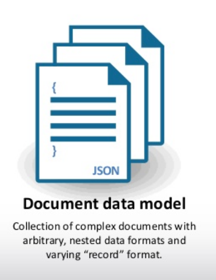 {
}
JSON
Document data model
Collection of complex documents with
arbitrary, nested data formats and
varying “record” format.